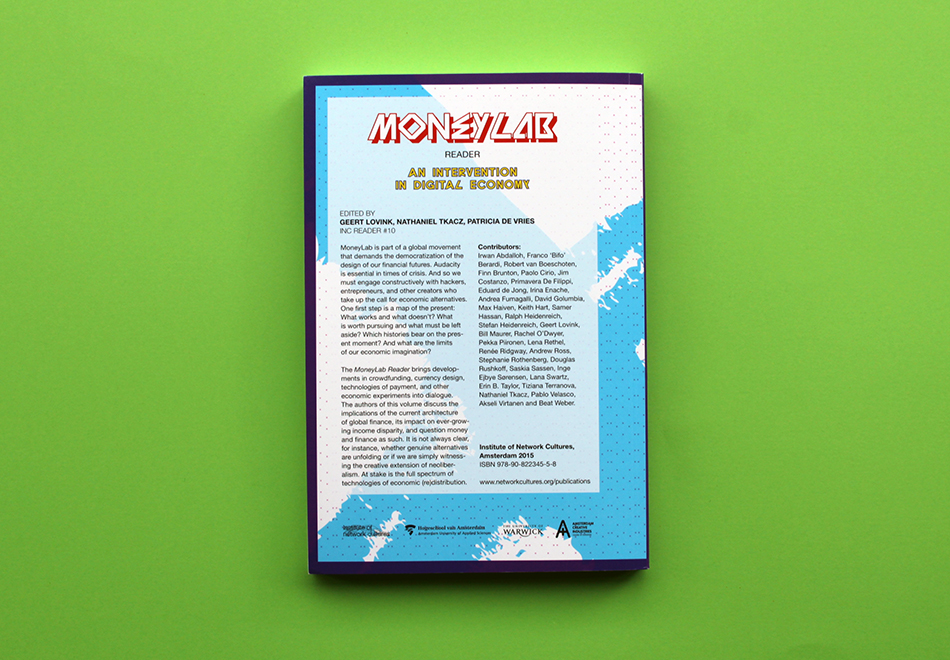 MONEYLAB
READER
AN INTERVENTION
IN DIGITAL ECONOMY
EDITED BY
GEERT LOVINK, NATHANIEL TKACZ, PATRICIA DE VRIES
INC READER #10
MoneyLab is part of a global movement
that demands the democratization of the
design of our financial futures. Audacity
is essential in times of crisis. And so we
must engage constructively with hackers,
entrepreneurs, and other creators who
take up the call for economic alternatives.
One first step is a map of the present:
What works and what doesn't? What
is worth pursuing and what must be left
aside? Which histories bear on the pres-
ent moment? And what are the limits
of our economic imagination?
The MoneyLab Reader brings develop-
ments in crowdfunding, currency design,
technologies of payment, and other
economic experiments into dialogue.
The authors of this volume discuss the
implications of the current architecture
of global finance, its impact on ever-grow-
ing income disparity, and question money
and finance as such. It is not always clear,
for instance, whether genuine alternatives
are unfolding or if we are simply witness-
ing the creative extension of neoliber-
alism. At stake is the full spectrum of
technologies of economic (re)distribution.
Contributors:
Irwan Abdalloh, Franco 'Bifo'
Berardi, Robert van Boeschoten,
Finn Brunton, Paolo Cirio, Jim
Costanzo, Primavera De Filippi,
Eduard de Jong, Irina Enache,
Andrea Fumagalli, David Golumbia,
Max Haiven, Keith Hart, Samer
Hassan, Ralph Heidenreich,
Stefan Heidenreich, Geert Lovink,
Bill Maurer, Rachel O'Dwyer,
Pekka Piironen, Lena Rethel,
Renée Ridgway, Andrew Ross,
Stephanie Rothenberg, Douglas
Rushkoff, Saskia Sassen, Inge
Ejbye Sørensen, Lana Swartz,
Erin B. Taylor, Tiziana Terranova,
Nathaniel Tkacz, Pablo Velasco,
Akseli Virtanen and Beat Weber.
Institute of Network Cultures,
Amsterdam 2015
ISBN 978-90-822345-5-8
www.networkcultures.org/publications
institute of
network cultures
Hogeschool van Amsterdam
Amsterdam University of Applied Sciences
THE UNIVERSITY OF
WARWICK
AMSTERDAM
CREATIVE
INDUSTRIES